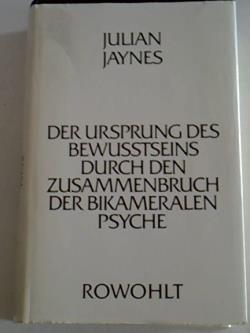 JULIAN
JAYNES
DER URSPRUNG DES
BEWUSSTSEINS
DURCH DEN
ZUSAMMENBRUCH
DER BIKAMERALEN
PSYCHE
ROWOHLT